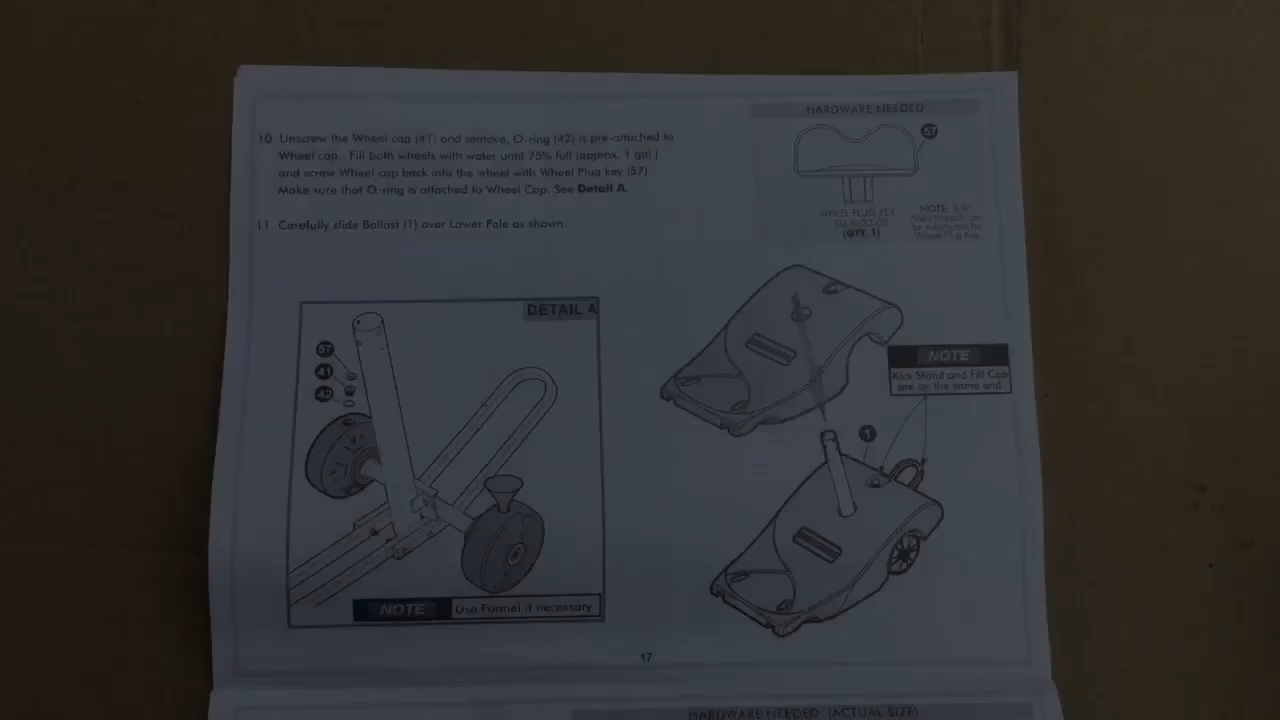 10. Unscrew the Wheel cap (41) and remove, O-ring (42) is pre-attached to
Wheel cap. Fill both wheels with water until 75% full (approx. 1 gal.)
and screw Wheel cap back into the wheel with Wheel Plug key (57).
Make sure that O-ring is attached to Wheel Cap. See Detail A.
11. Carefully slide Ballast (1) over Lower Pole as shown.
HARDWARE NEEDED
57
WHEEL PLUG KEY
(QTY. 1)
NOTE:
Allen Wrench can
be substituted for
Wheel Plug Key
DETAIL A
57
41
42
NOTE Use Funnel if necessary.
NOTE
Kick Stand and Fill Cap
are on the same end.
1
17
HARDWARE NEEDED (ACTUAL SIZE)